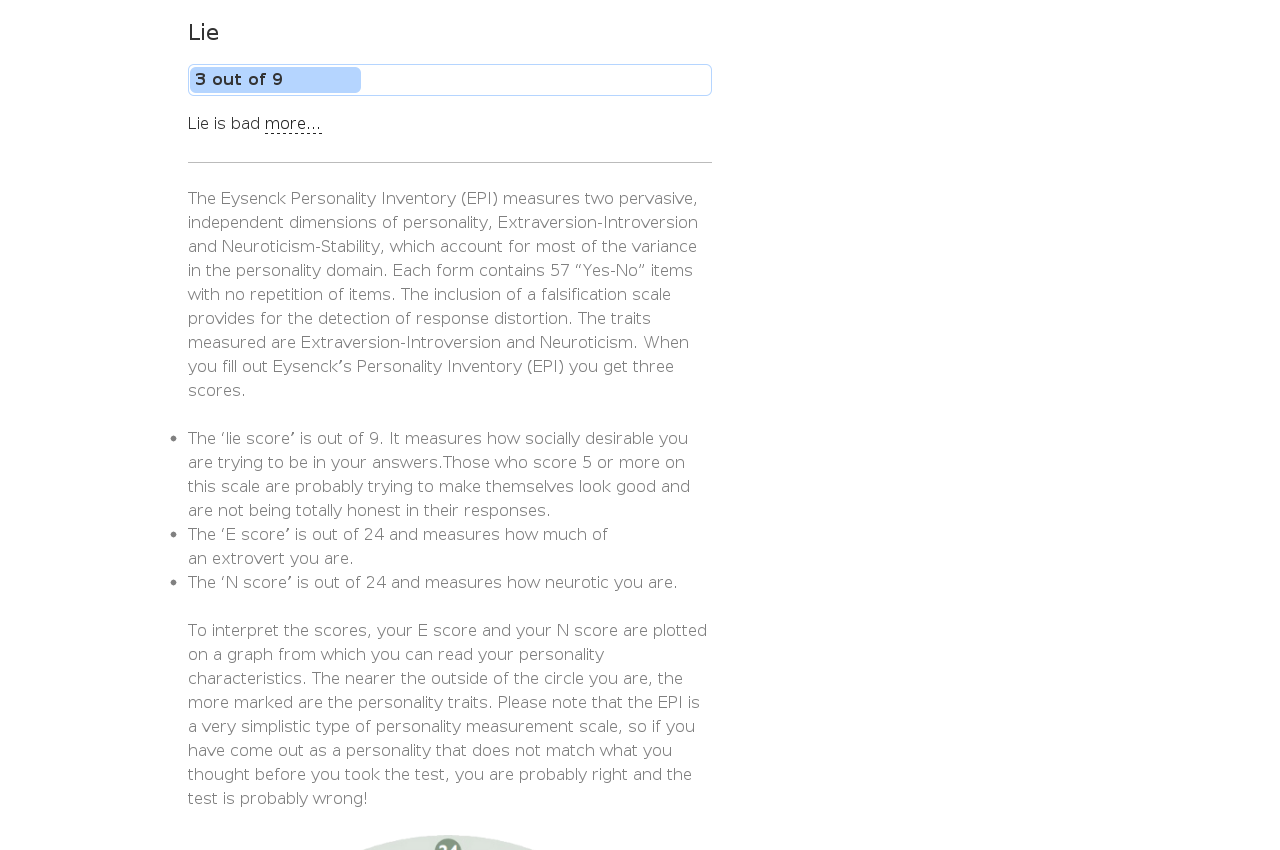 Lie
3 out of 9
Lie is bad more...
The Eysenck Personality Inventory (EPI) measures two pervasive,
independent dimensions of personality, Extraversion-Introversion
and Neuroticism-Stability, which account for most of the variance
in the personality domain. Each form contains 57 “Yes-No” items
with no repetition of items. The inclusion of a falsification scale
provides for the detection of response distortion. The traits
measured are Extraversion-Introversion and Neuroticism. When
you fill out Eysenck’s Personality Inventory (EPI) you get three
scores.
• The ‘lie score’ is out of 9. It measures how socially desirable you
are trying to be in your answers.Those who score 5 or more on
this scale are probably trying to make themselves look good and
are not being totally honest in their responses.
• The ‘E score’ is out of 24 and measures how much of
an extrovert you are.
• The ‘N score’ is out of 24 and measures how neurotic you are.
To interpret the scores, your E score and your N score are plotted
on a graph from which you can read your personality
characteristics. The nearer the outside of the circle you are, the
more marked are the personality traits. Please note that the EPI is
a very simplistic type of personality measurement scale, so if you
have come out as a personality that does not match what you
thought before you took the test, you are probably right and the
test is probably wrong!
24